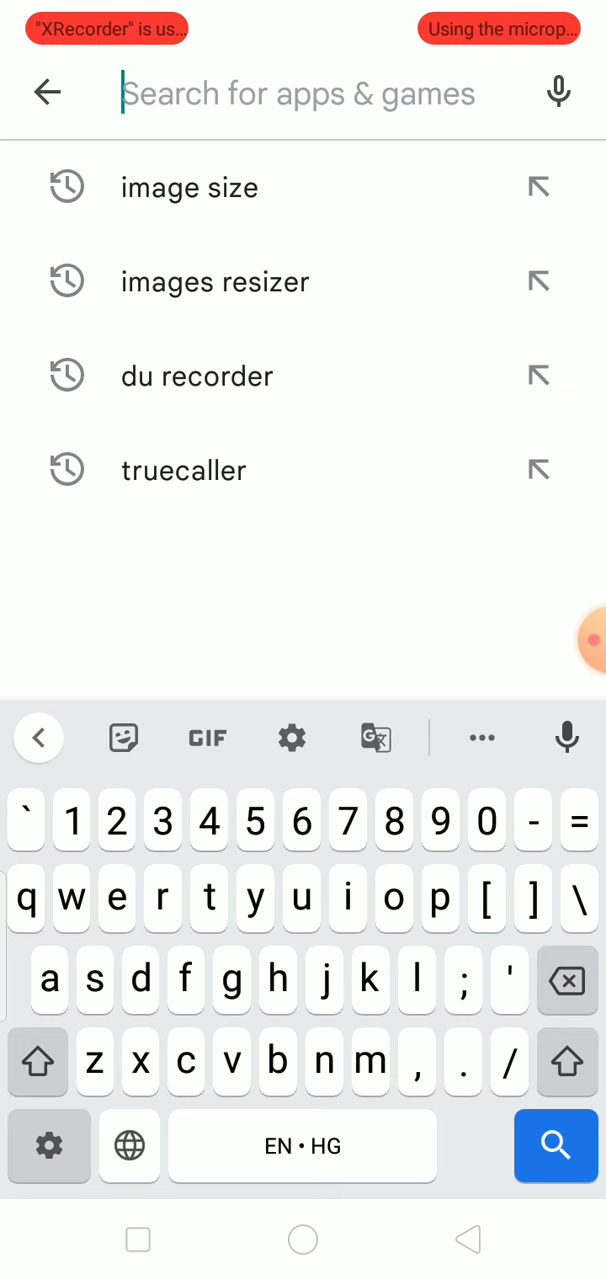 "XRecorder" is us... Using the microp...
Search for apps & games
image size
images resizer
du recorder
truecaller
GIF
G
` 1 2 3 4 5 6 7 8 9 0 - =
q w e r t y u i o p [ ] \
a s d f g h j k l ; '
z x c v b n m , . /
EN • HG